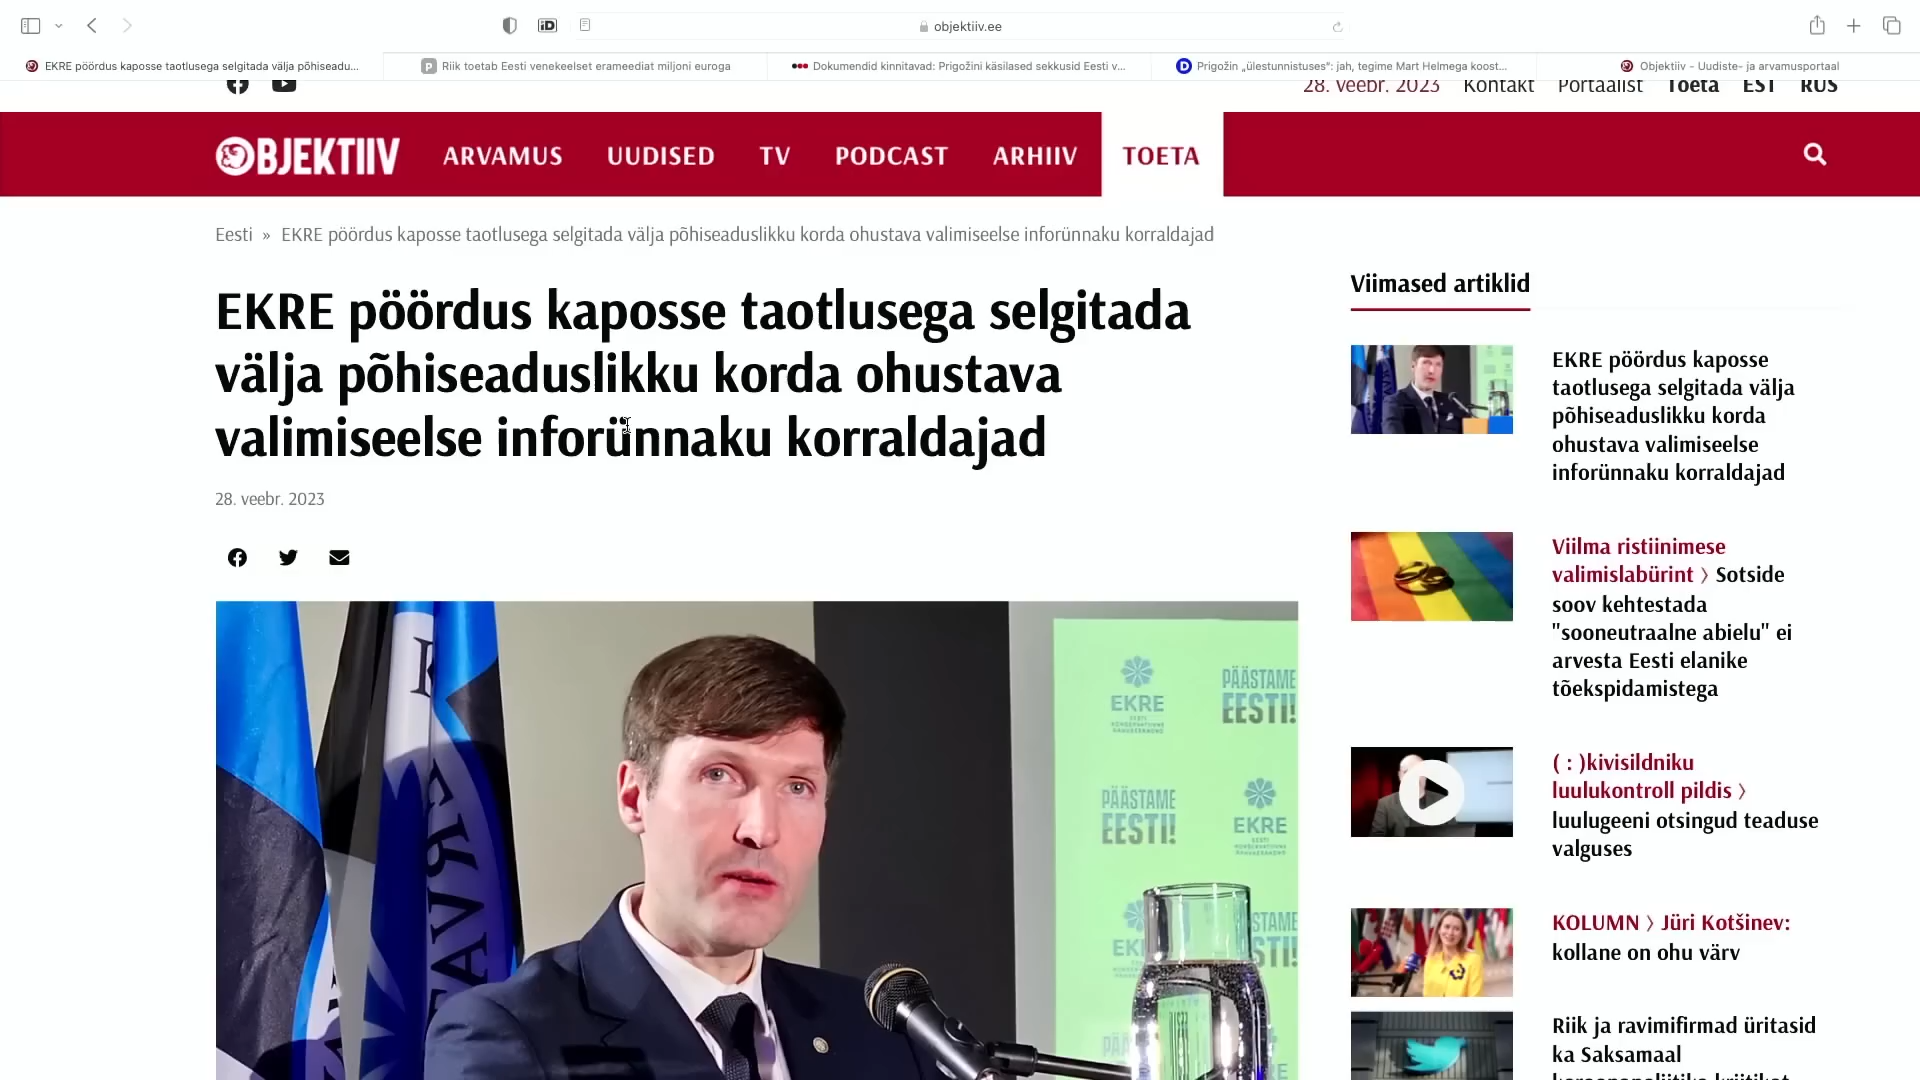 objektiiv.ee
EKRE pöördus kaposse taotlusega selgitada välja põhiseadu...
Riik toetab Eesti venekeelset erameediat miljoni euroga
Dokumendid kinnitavad: Prigožini käsilased sekkusid Eesti v...
Prigožin „ülestunnistuses“: jah, tegime Mart Helmega koost...
Objektiiv - Uudiste- ja arvamusportaal
28. veebr. 2023 Kontakt Portaalist Toeta EST RUS
OBJEKTIIV ARVAMUS UUDISED TV PODCAST ARHIIV TOETA
Eesti » EKRE pöördus kaposse taotlusega selgitada välja põhiseaduslikku korda ohustava valimiseelse inforünnaku korraldajad
EKRE pöördus kaposse taotlusega selgitada
välja põhiseaduslikku korda ohustava
valimiseelse inforünnaku korraldajad
28. veebr. 2023
EKRE
PÄÄSTAME
EESTI!
PÄÄSTAME
EESTI!
EKRE
Viimased artiklid
EKRE pöördus kaposse
taotlusega selgitada välja
põhiseaduslikku korda
ohustava valimiseelse
inforünnaku korraldajad
Viilma ristiinimese
valimislabürint 〉 Sotside
soov kehtestada
"sooneutraalne abielu" ei
arvesta Eesti elanike
tõekspidamistega
( : )kivisildniku
luulukontroll pildis 〉
luulugeeni otsingud teaduse
valguses
KOLUMN 〉 Jüri Kotšinev:
kollane on ohu värv
Riik ja ravimifirmad üritasid
ka Saksamaal